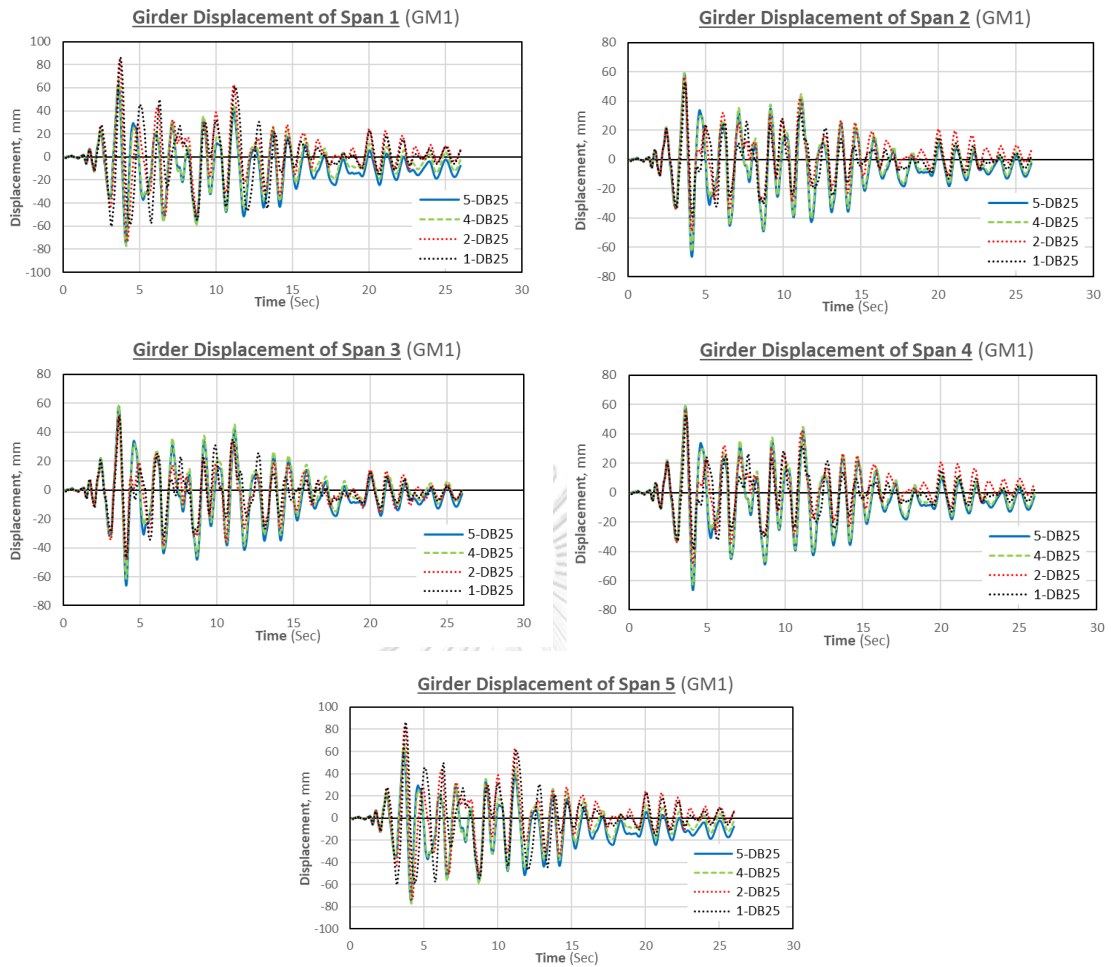 Girder Displacement of Span 1 (GM1)
Displacement, mm
100
80
60
40
20
0
-20
-40
-60
-80
-100
0 5 10 15 20 25 30
Time (Sec)
5-DB25
4-DB25
2-DB25
1-DB25
Girder Displacement of Span 2 (GM1)
Displacement, mm
80
60
40
20
0
-20
-40
-60
-80
0 5 10 15 20 25 30
Time (Sec)
5-DB25
4-DB25
2-DB25
1-DB25
Girder Displacement of Span 3 (GM1)
Displacement, mm
80
60
40
20
0
-20
-40
-60
-80
0 5 10 15 20 25 30
Time (Sec)
5-DB25
4-DB25
2-DB25
1-DB25
Girder Displacement of Span 4 (GM1)
Displacement, mm
80
60
40
20
0
-20
-40
-60
-80
0 5 10 15 20 25 30
Time (Sec)
5-DB25
4-DB25
2-DB25
1-DB25
Girder Displacement of Span 5 (GM1)
Displacement, mm
100
80
60
40
20
0
-20
-40
-60
-80
-100
0 5 10 15 20 25 30
Time (Sec)
5-DB25
4-DB25
2-DB25
1-DB25